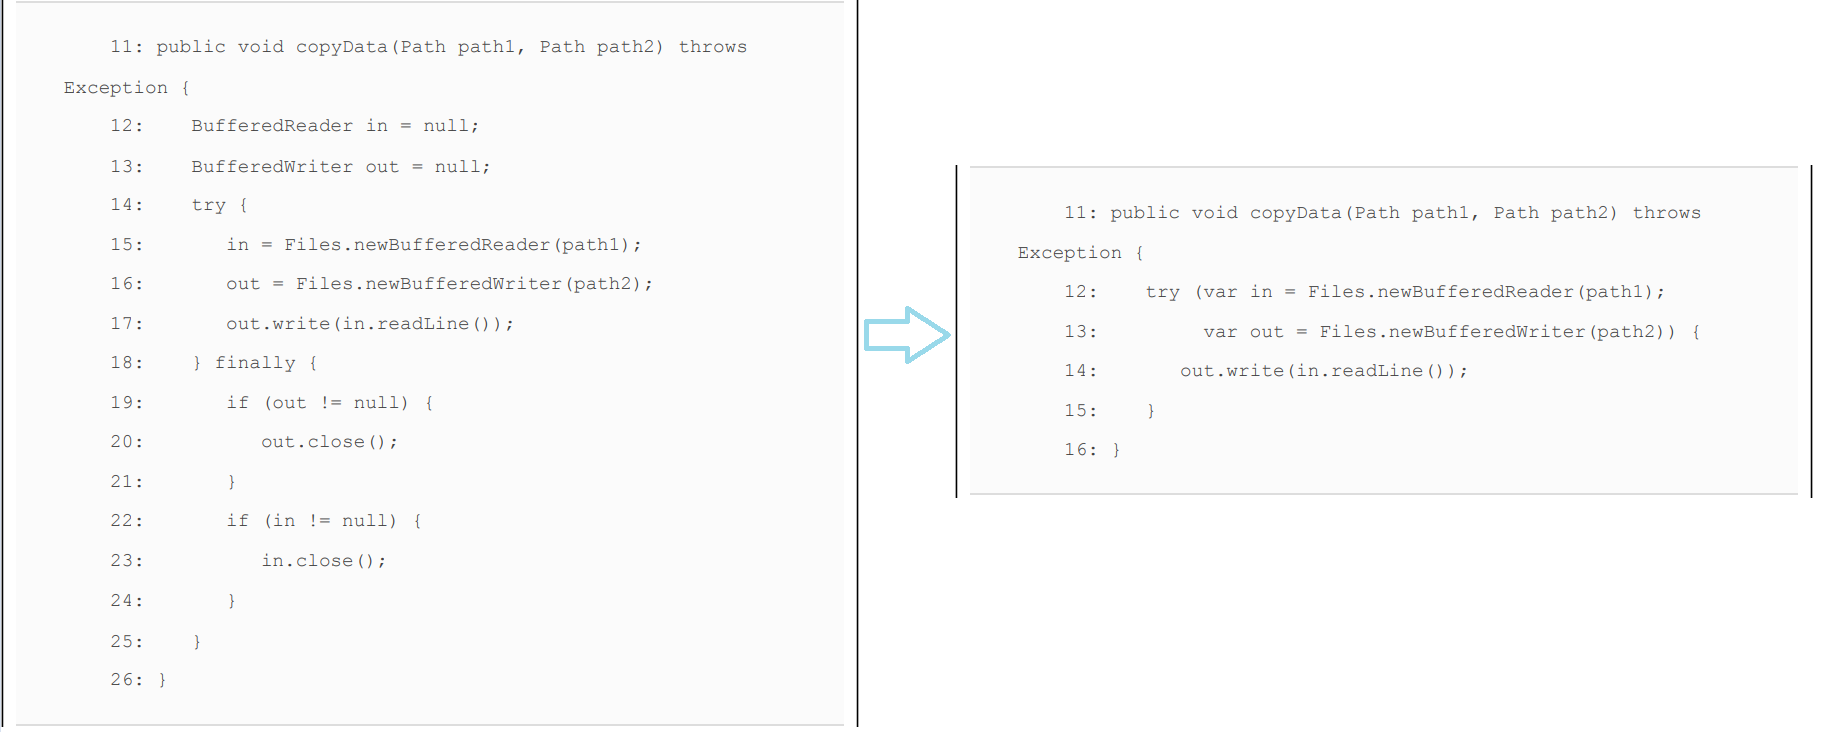 11: public void copyData(Path path1, Path path2) throws
Exception {
12:    BufferedReader in = null;
13:    BufferedWriter out = null;
14:    try {
15:       in = Files.newBufferedReader(path1);
16:       out = Files.newBufferedWriter(path2);
17:       out.write(in.readLine());
18:    } finally {
19:       if (out != null) {
20:          out.close();
21:       }
22:       if (in != null) {
23:          in.close();
24:       }
25:    }
26: }
11: public void copyData(Path path1, Path path2) throws
Exception {
12:    try (var in = Files.newBufferedReader(path1);
13:         var out = Files.newBufferedWriter(path2)) {
14:       out.write(in.readLine());
15:    }
16: }